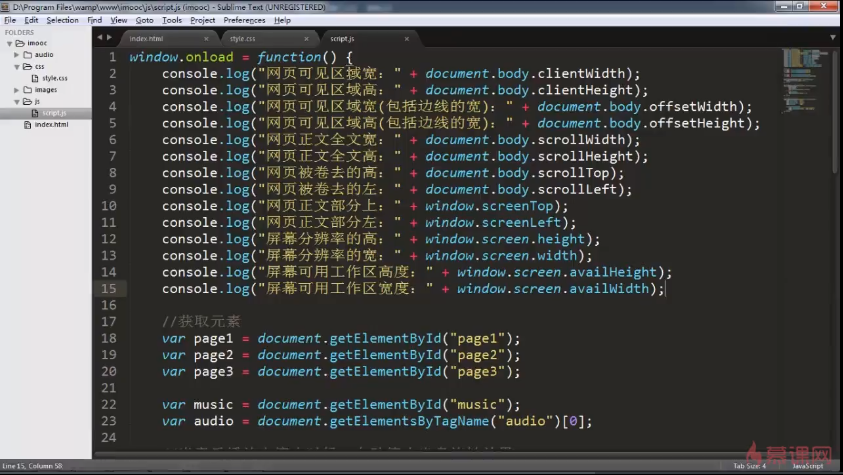 D:\Program Files\wamp\www\imooc\js\script.js (imooc) - Sublime Text (UNREGISTERED)
File Edit Selection Find View Goto Tools Project Preferences Help
FOLDERS
imooc
audio
css
style.css
images
js
script.js
index.html
index.html style.css script.js
1 window.onload = function() {
2 console.log("网页可见区域宽：" + document.body.clientWidth);
3 console.log("网页可见区域高：" + document.body.clientHeight);
4 console.log("网页可见区域宽(包括边线的宽)：" + document.body.offsetWidth);
5 console.log("网页可见区域高(包括边线的宽)：" + document.body.offsetHeight);
6 console.log("网页正文全文宽：" + document.body.scrollWidth);
7 console.log("网页正文全文高：" + document.body.scrollHeight);
8 console.log("网页被卷去的高：" + document.body.scrollTop);
9 console.log("网页被卷去的左：" + document.body.scrollLeft);
10 console.log("网页正文部分上：" + window.screenTop);
11 console.log("网页正文部分左：" + window.screenLeft);
12 console.log("屏幕分辨率的高：" + window.screen.height);
13 console.log("屏幕分辨率的宽：" + window.screen.width);
14 console.log("屏幕可用工作区高度：" + window.screen.availHeight);
15 console.log("屏幕可用工作区宽度：" + window.screen.availWidth);
16
17 //获取元素
18 var page1 = document.getElementById("page1");
19 var page2 = document.getElementById("page2");
20 var page3 = document.getElementById("page3");
21
22 var music = document.getElementById("music");
23 var audio = document.getElementsByTagName("audio")[0];
24
慕课网
Line 15, Column 58 Tab Size: 4 JavaScript